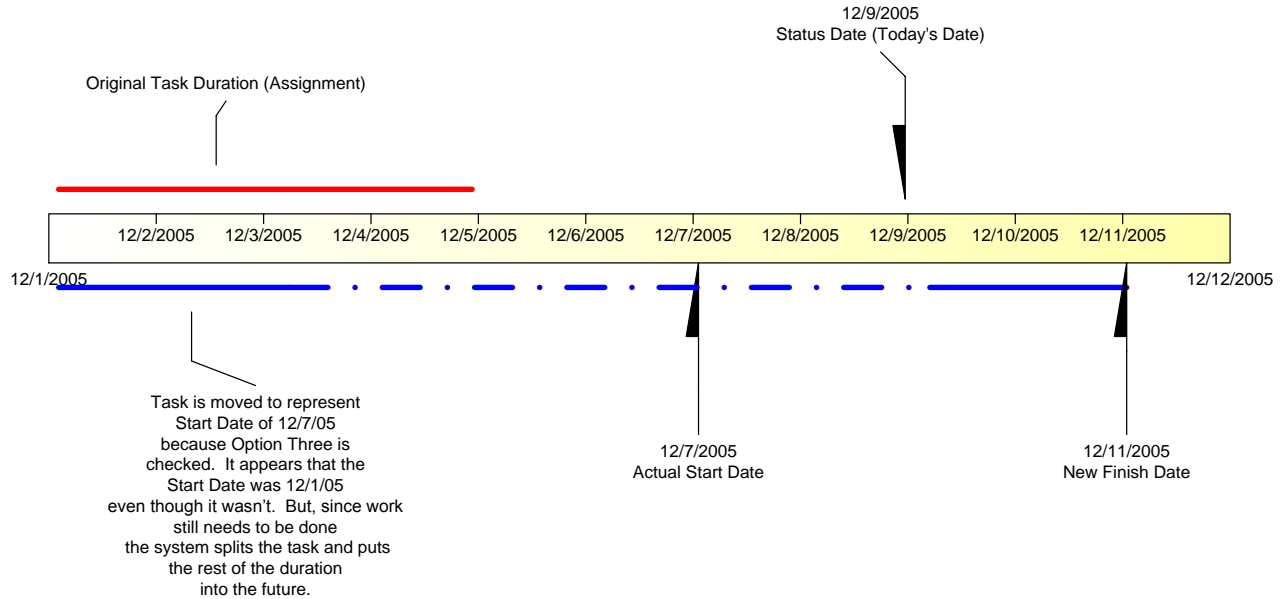 12/9/2005
Status Date (Today's Date)
Original Task Duration (Assignment)
12/2/2005
12/3/2005
12/4/2005
12/5/2005
12/6/2005
12/7/2005
12/8/2005
12/9/2005
12/10/2005
12/11/2005
12/1/2005
12/12/2005
Task is moved to represent
Start Date of 12/7/05
because Option Three is
checked. It appears that the
Start Date was 12/1/05
even though it wasn't. But, since work
still needs to be done
the system splits the task and puts
the rest of the duration
into the future.
12/7/2005
Actual Start Date
12/11/2005
New Finish Date